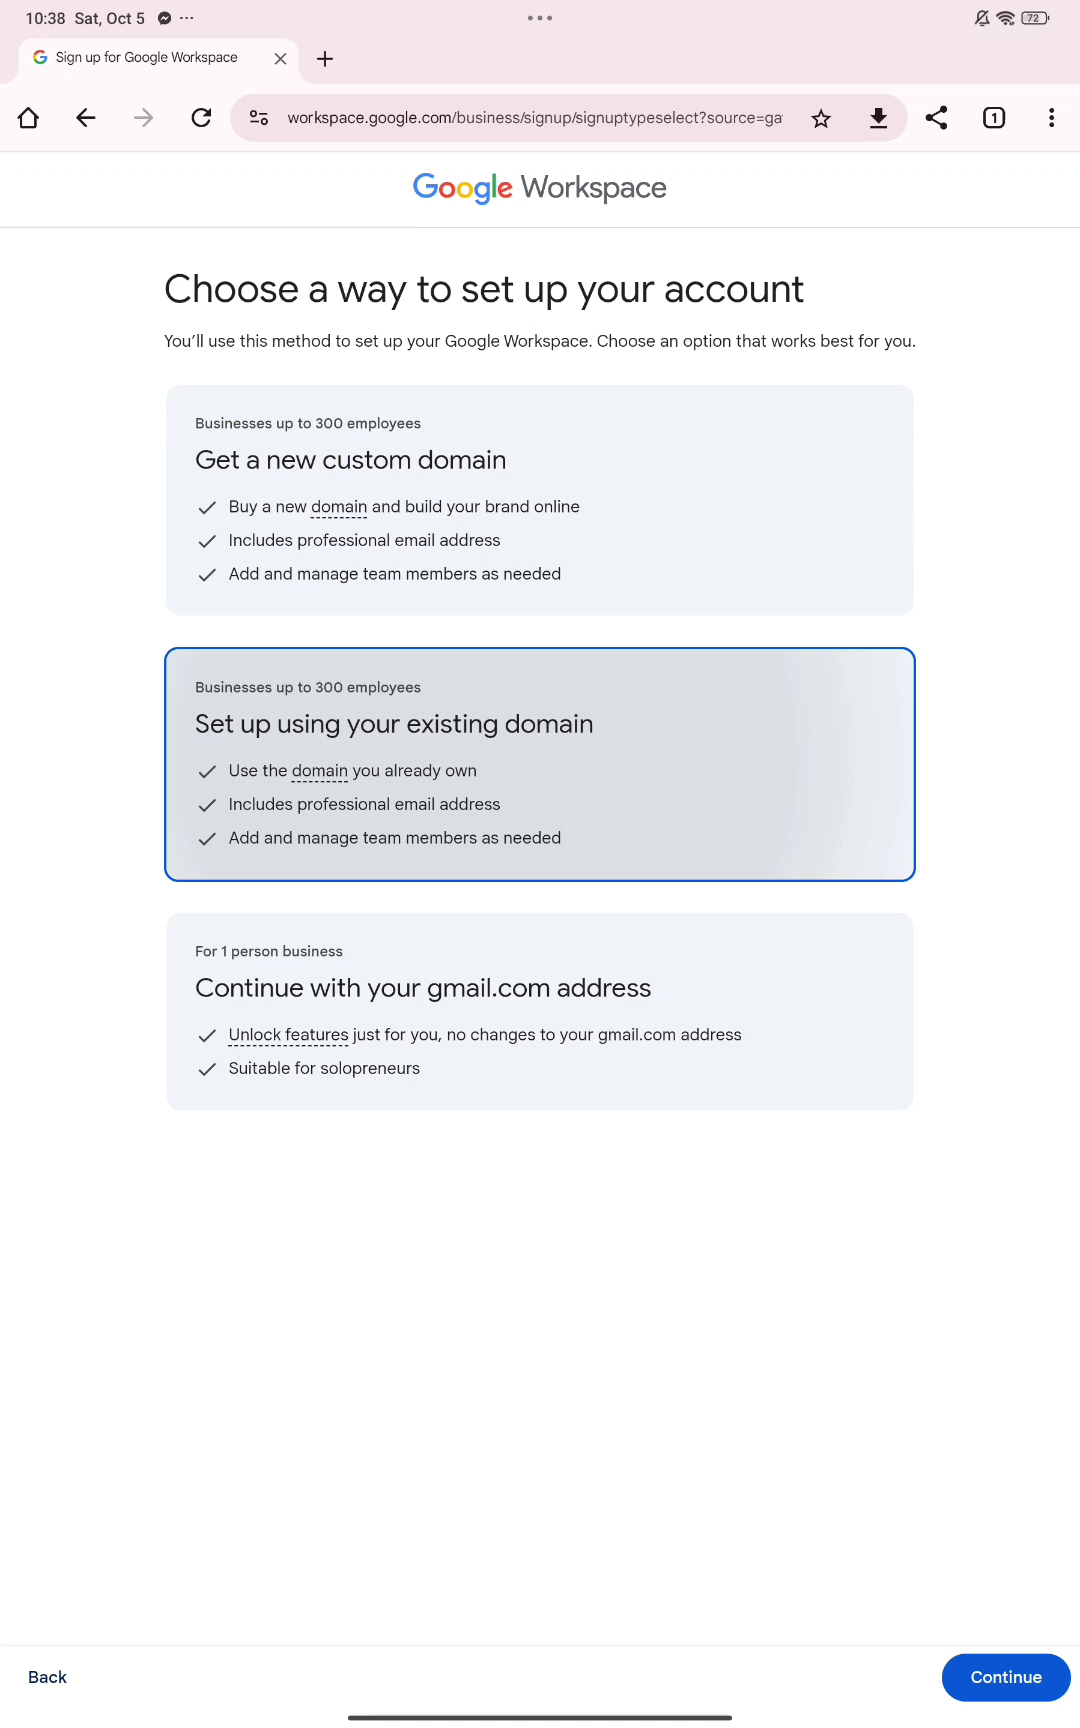 10:38 Sat, Oct 5
72
Sign up for Google Workspace
workspace.google.com/business/signup/signuptypeselect?source=ga
1
Google Workspace
Choose a way to set up your account
You’ll use this method to set up your Google Workspace. Choose an option that works best for you.
Businesses up to 300 employees
Get a new custom domain
Buy a new domain and build your brand online
Includes professional email address
Add and manage team members as needed
Businesses up to 300 employees
Set up using your existing domain
Use the domain you already own
Includes professional email address
Add and manage team members as needed
For 1 person business
Continue with your gmail.com address
Unlock features just for you, no changes to your gmail.com address
Suitable for solopreneurs
Back
Continue